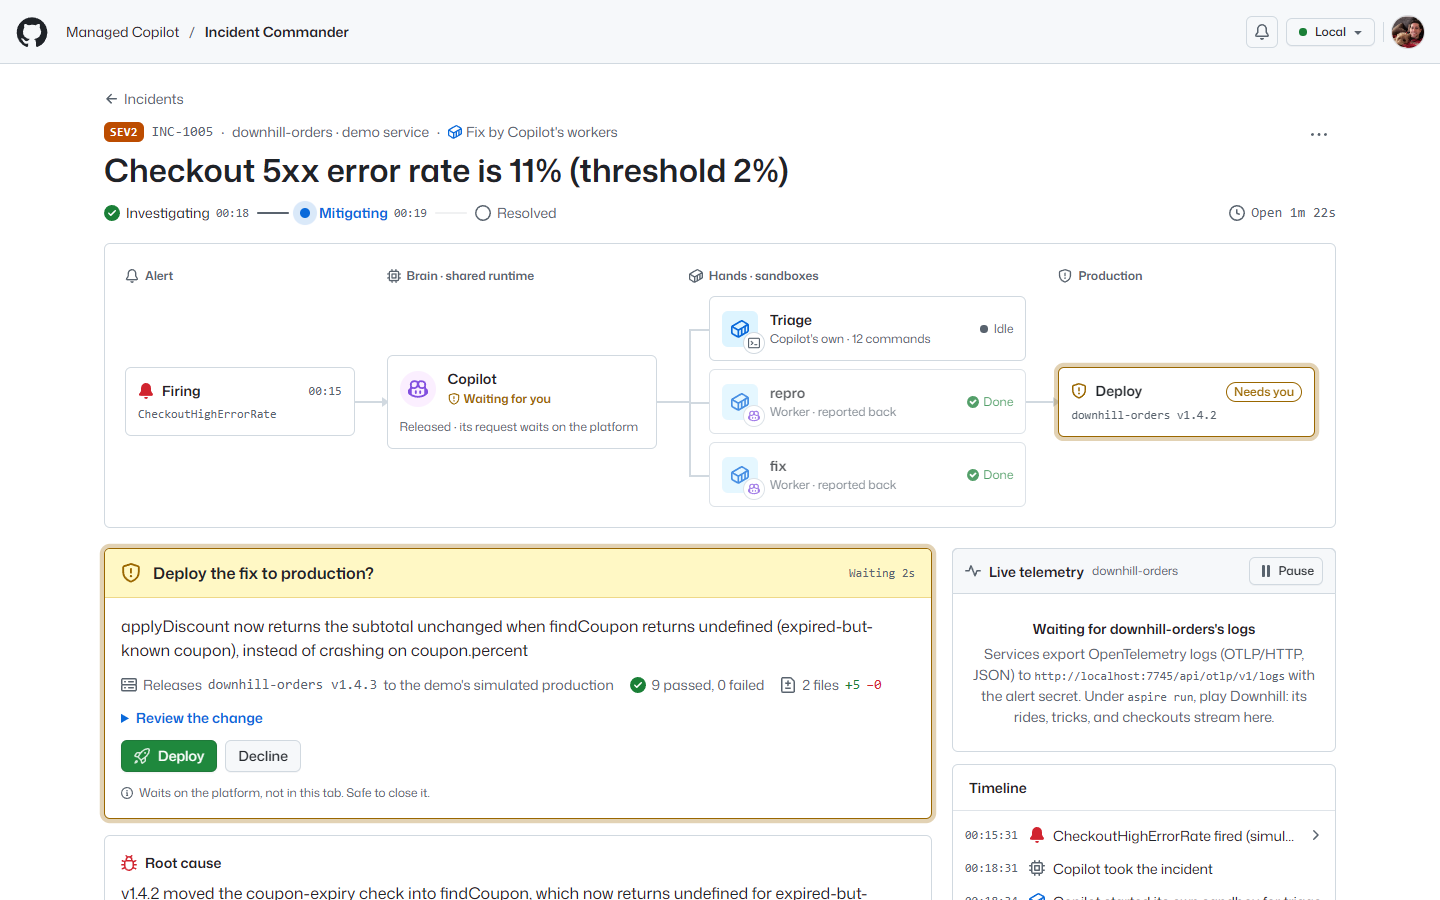 Managed Copilot / Incident Commander
Local
Incidents
SEV2 INC-1005 · downhill-orders · demo service · Fix by Copilot's workers
Checkout 5xx error rate is 11% (threshold 2%)
Investigating 00:18 Mitigating 00:19 Resolved
Open 1m 22s
Alert
Brain · shared runtime
Hands · sandboxes
Production
Firing 00:15
CheckoutHighErrorRate
Copilot
Waiting for you
Released · its request waits on the platform
Triage
Copilot's own · 12 commands
Idle
repro
Worker · reported back
Done
fix
Worker · reported back
Done
Deploy
Needs you
downhill-orders v1.4.2
Deploy the fix to production?
Waiting 2s
applyDiscount now returns the subtotal unchanged when findCoupon returns undefined (expired-but-
known coupon), instead of crashing on coupon.percent
Releases downhill-orders v1.4.3 to the demo's simulated production 9 passed, 0 failed 2 files +5 −0
Review the change
Deploy
Decline
Waits on the platform, not in this tab. Safe to close it.
Root cause
v1.4.2 moved the coupon-expiry check into findCoupon, which now returns undefined for expired-but-
Live telemetry downhill-orders
Pause
Waiting for downhill-orders's logs
Services export OpenTelemetry logs (OTLP/HTTP,
JSON) to http://localhost:7745/api/otlp/v1/logs with
the alert secret. Under aspire run, play Downhill: its
rides, tricks, and checkouts stream here.
Timeline
00:15:31 CheckoutHighErrorRate fired (simul...
00:18:31 Copilot took the incident
00:18:34 Copilot started its own sandbox for triage